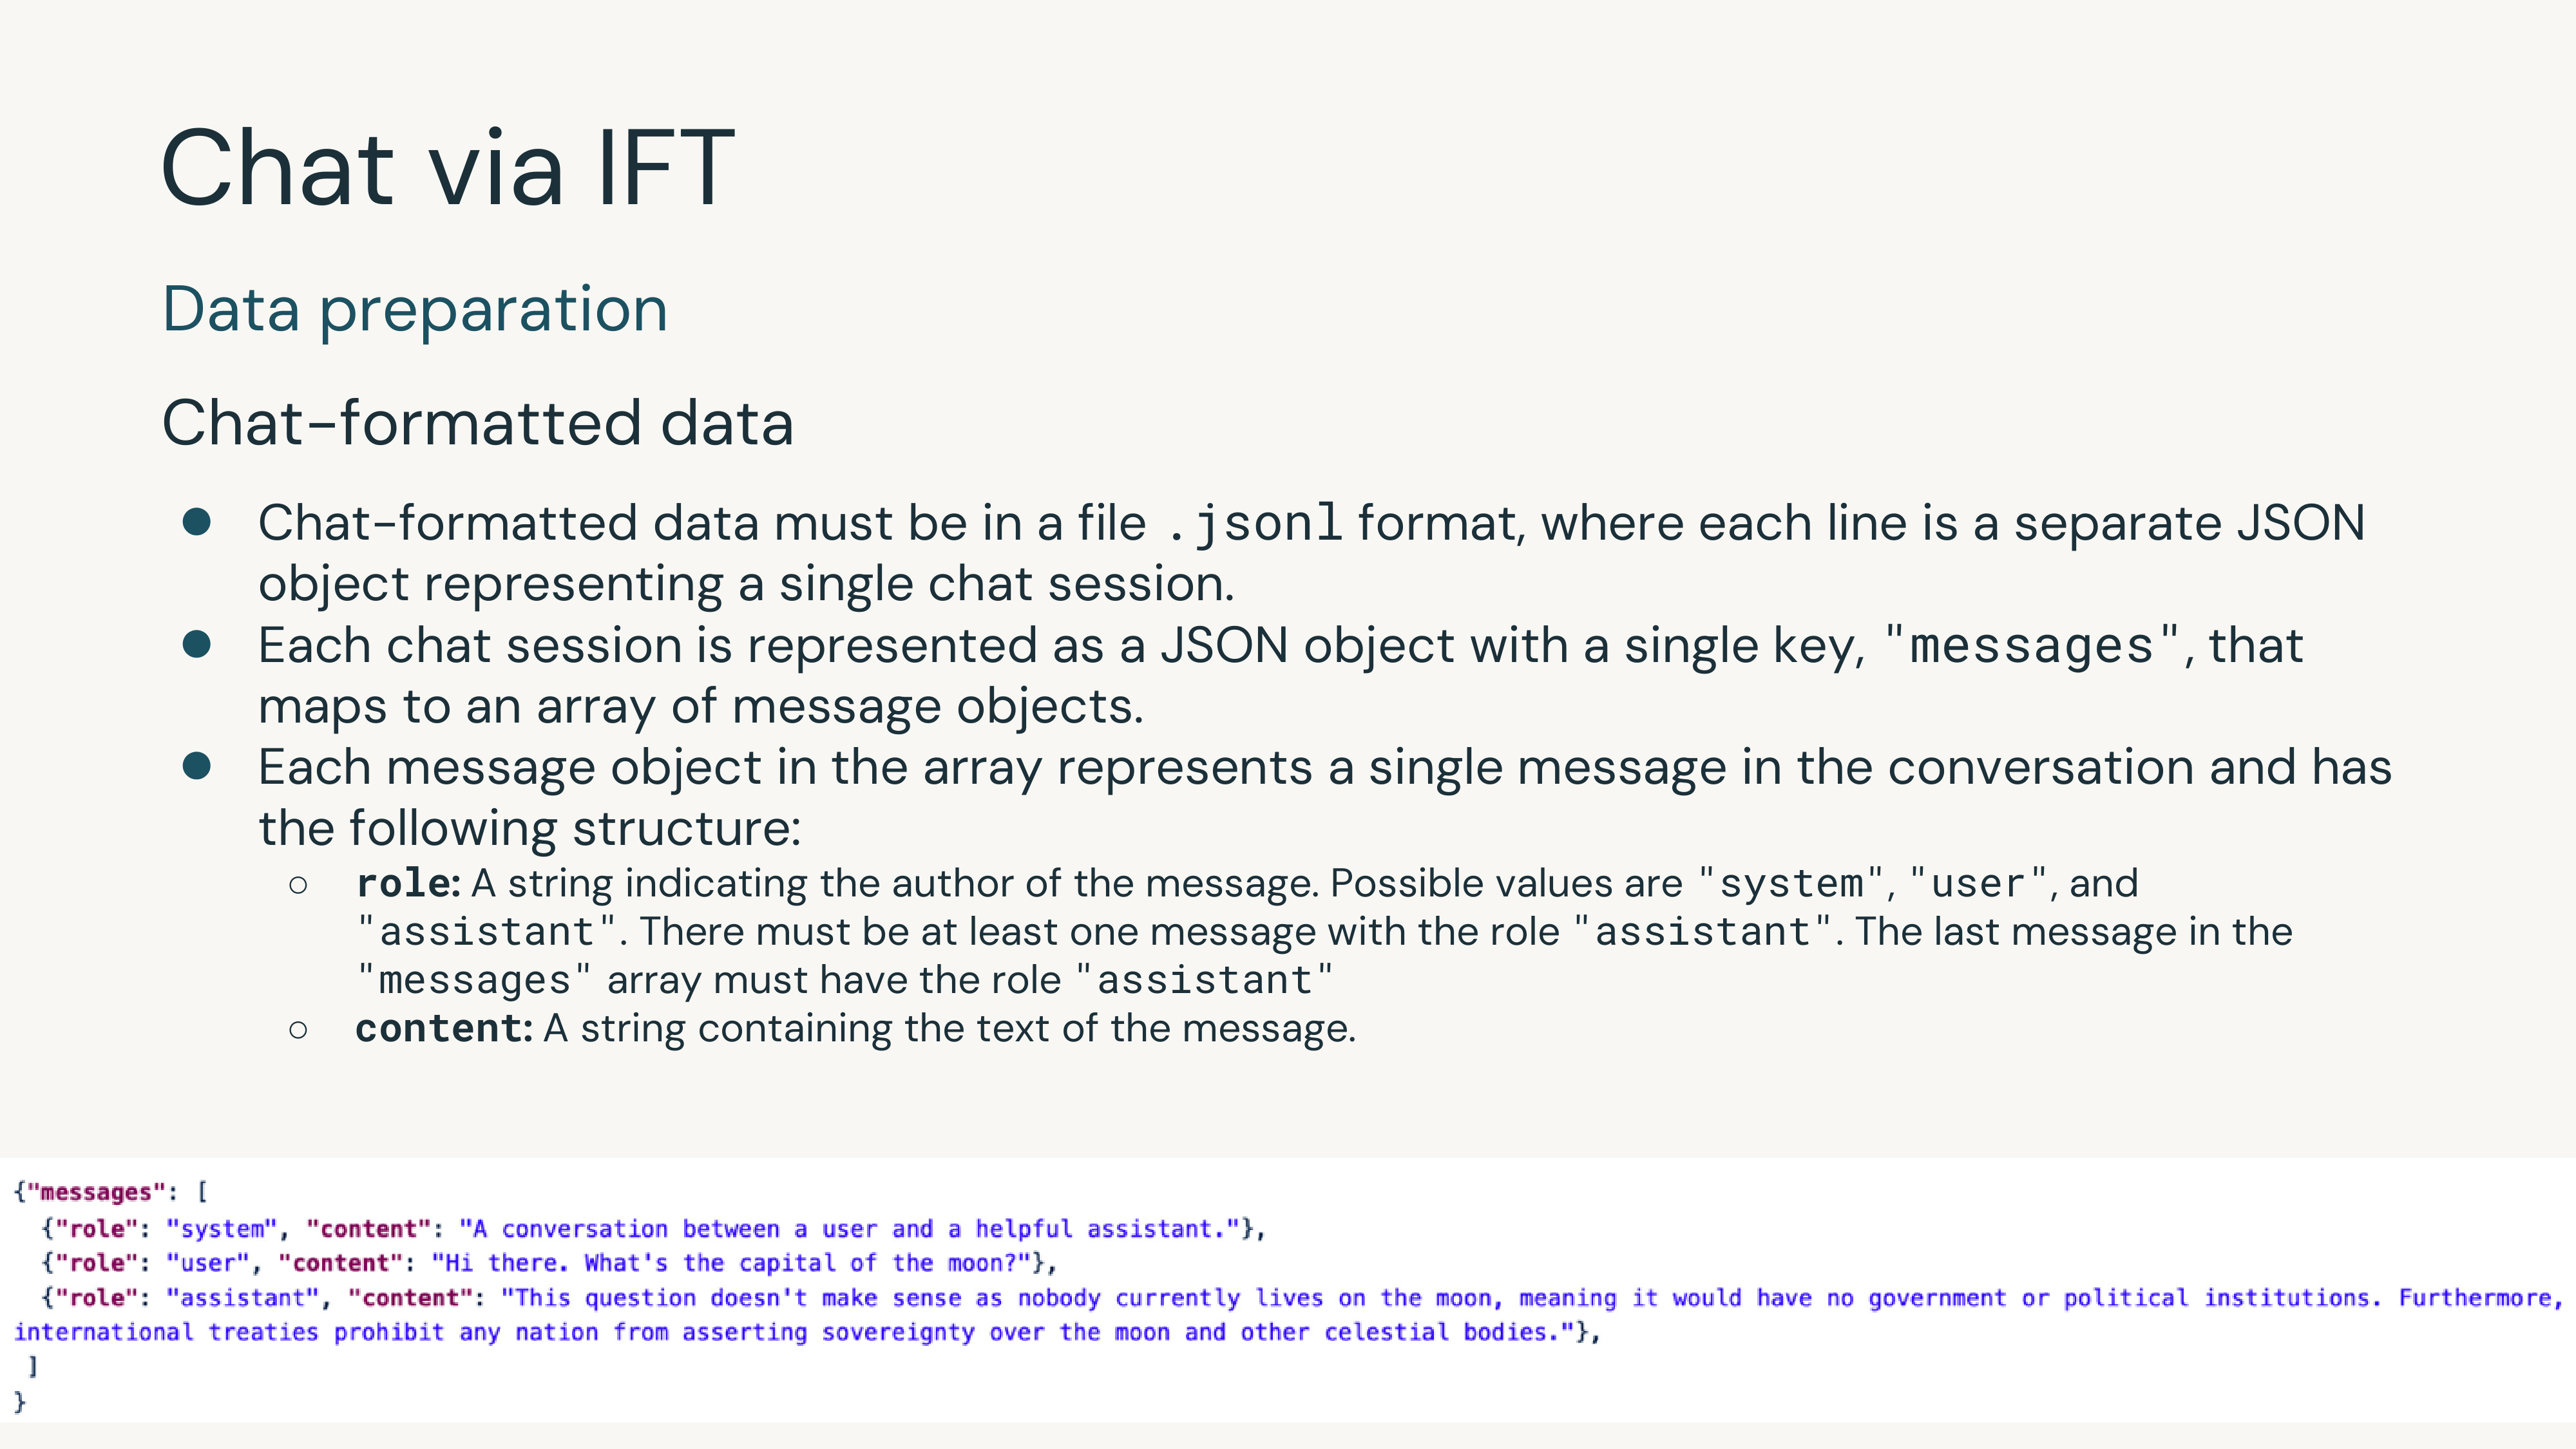 Chat via IFT
Data preparation
Chat-formatted data
● Chat-formatted data must be in a file .jsonl format, where each line is a separate JSON
object representing a single chat session.
● Each chat session is represented as a JSON object with a single key, "messages", that
maps to an array of message objects.
● Each message object in the array represents a single message in the conversation and has
the following structure:
○ role: A string indicating the author of the message. Possible values are "system", "user", and
"assistant". There must be at least one message with the role "assistant". The last message in the
"messages" array must have the role "assistant"
○ content: A string containing the text of the message.
{"messages": [
  {"role": "system", "content": "A conversation between a user and a helpful assistant."},
  {"role": "user", "content": "Hi there. What's the capital of the moon?"},
  {"role": "assistant", "content": "This question doesn't make sense as nobody currently lives on the moon, meaning it would have no government or political institutions. Furthermore,
international treaties prohibit any nation from asserting sovereignty over the moon and other celestial bodies."},
 ]
}